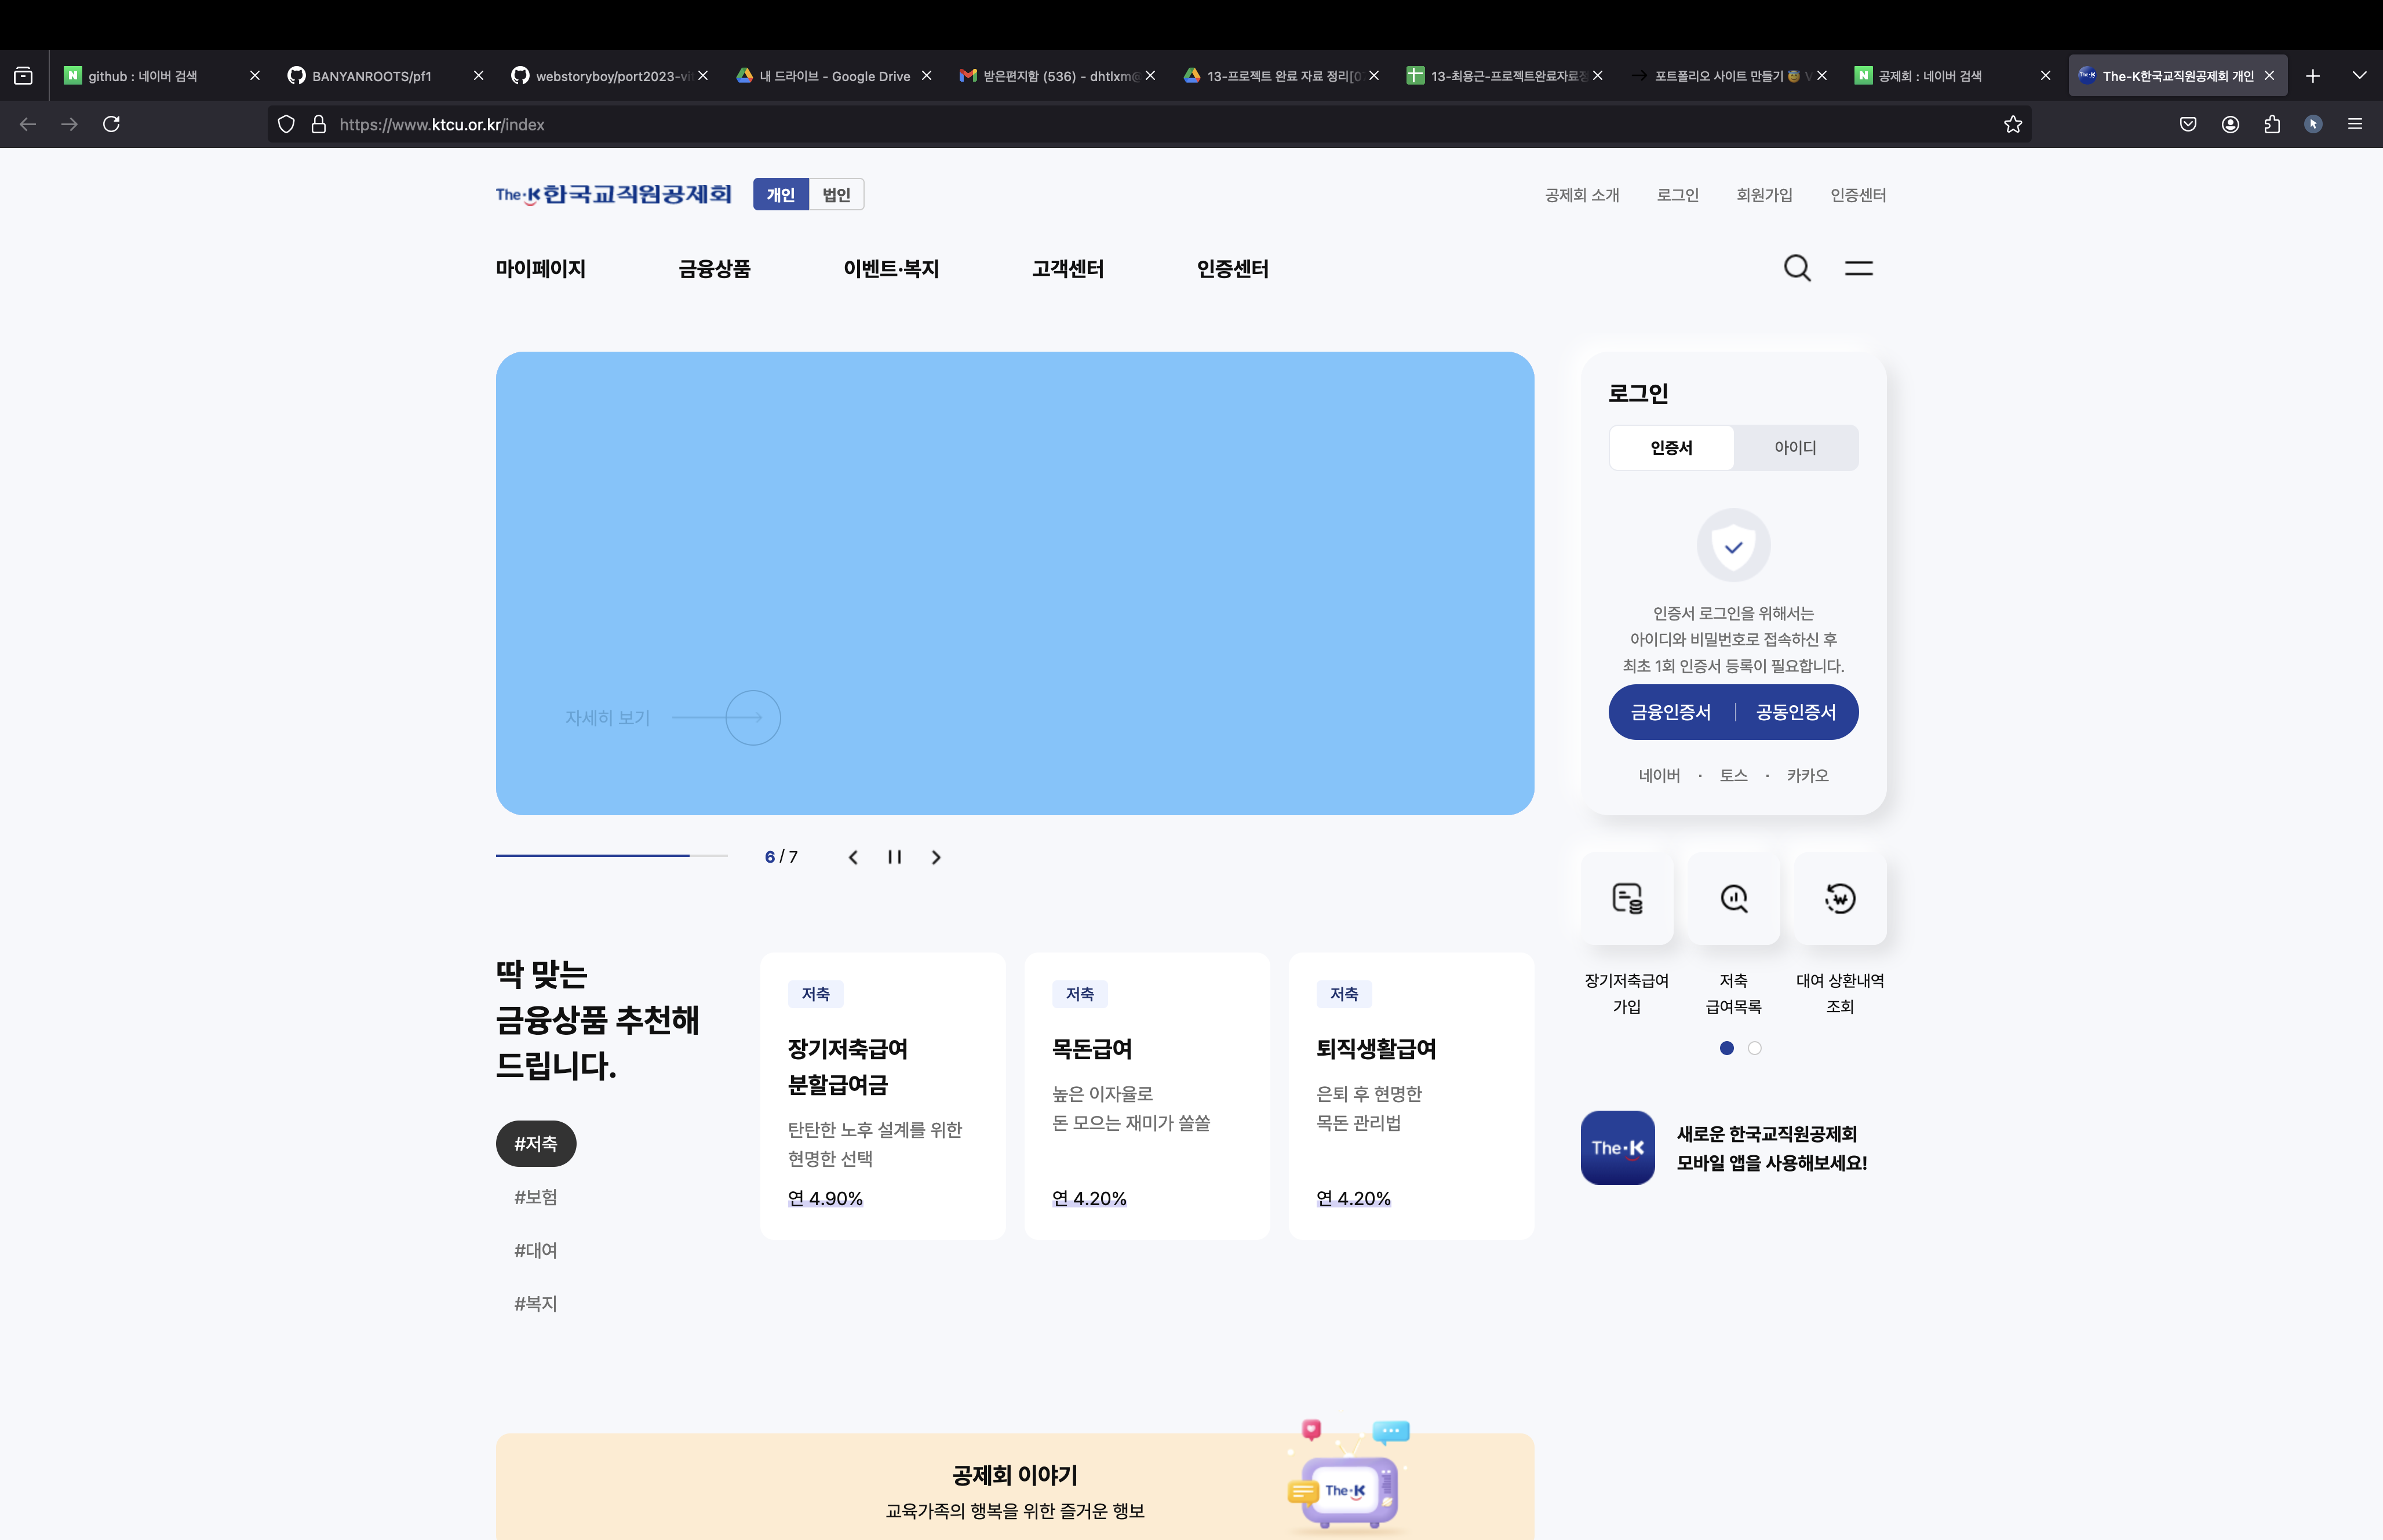 github : 네이버 검색
BANYANROOTS/pf1
webstoryboy/port2023-vi
내 드라이브 - Google Drive
받은편지함 (536) - dhtlxm@
13-프로젝트 완료 자료 정리[0
13-최용근-프로젝트완료자료정
포트폴리오 사이트 만들기
공제회 : 네이버 검색
The-K한국교직원공제회 개인
https://www.ktcu.or.kr/index
The·K한국교직원공제회
개인
법인
공제회 소개
로그인
회원가입
인증센터
마이페이지
금융상품
이벤트·복지
고객센터
인증센터
자세히 보기
6 / 7
로그인
인증서
아이디
인증서 로그인을 위해서는
아이디와 비밀번호로 접속하신 후
최초 1회 인증서 등록이 필요합니다.
금융인증서
공동인증서
네이버 · 토스 · 카카오
장기저축급여
가입
저축
급여목록
대여 상환내역
조회
The·K
새로운 한국교직원공제회
모바일 앱을 사용해보세요!
딱 맞는
금융상품 추천해
드립니다.
#저축
#보험
#대여
#복지
저축
장기저축급여
분할급여금
탄탄한 노후 설계를 위한
현명한 선택
연 4.90%
저축
목돈급여
높은 이자율로
돈 모으는 재미가 쏠쏠
연 4.20%
저축
퇴직생활급여
은퇴 후 현명한
목돈 관리법
연 4.20%
공제회 이야기
교육가족의 행복을 위한 즐거운 행보
The·K